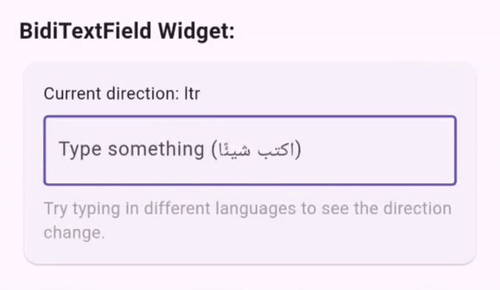 BidiTextField Widget:
Current direction: ltr
Type something (اكتب شيئًا)
Try typing in different languages to see the direction
change.